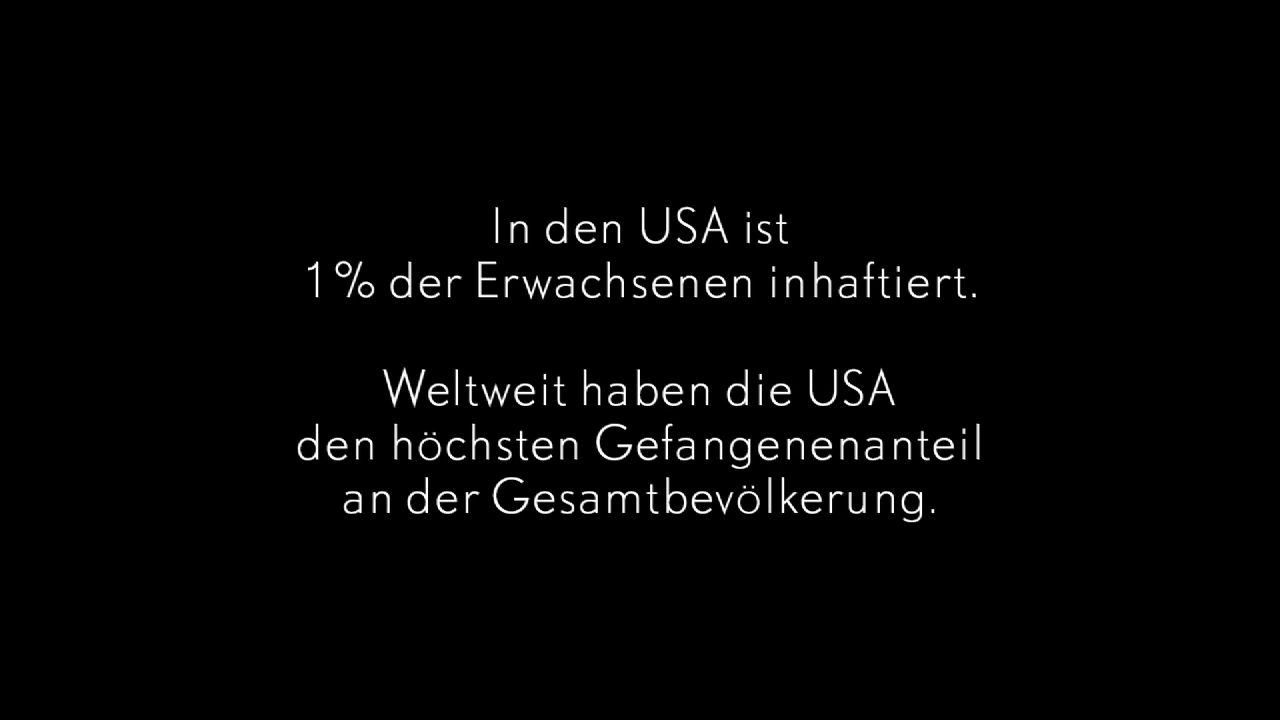 In den USA ist
1% der Erwachsenen inhaftiert.
Weltweit haben die USA
den höchsten Gefangenenanteil
an der Gesamtbevölkerung.